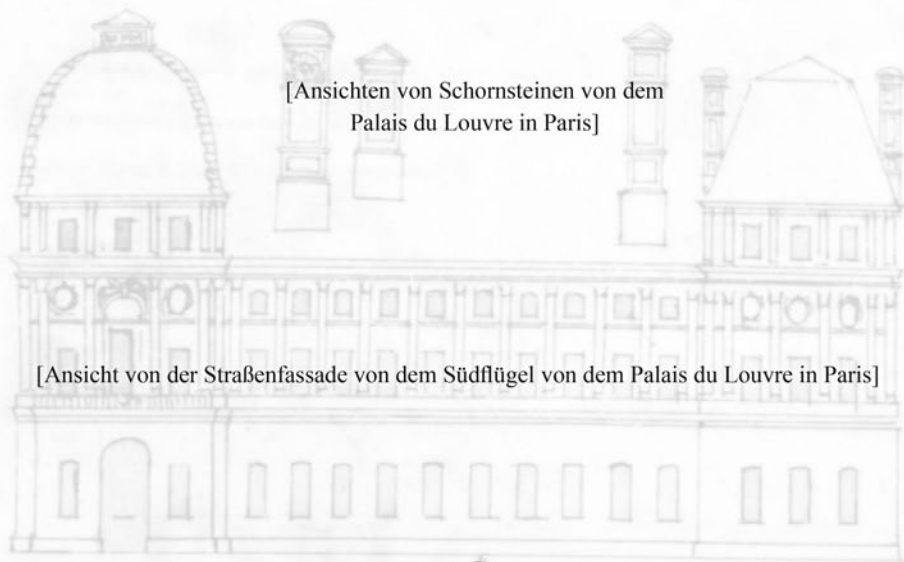 [Ansichten von Schornsteinen von dem
Palais du Louvre in Paris]
[Ansicht von der Straßenfassade von dem Südflügel von dem Palais du Louvre in Paris]